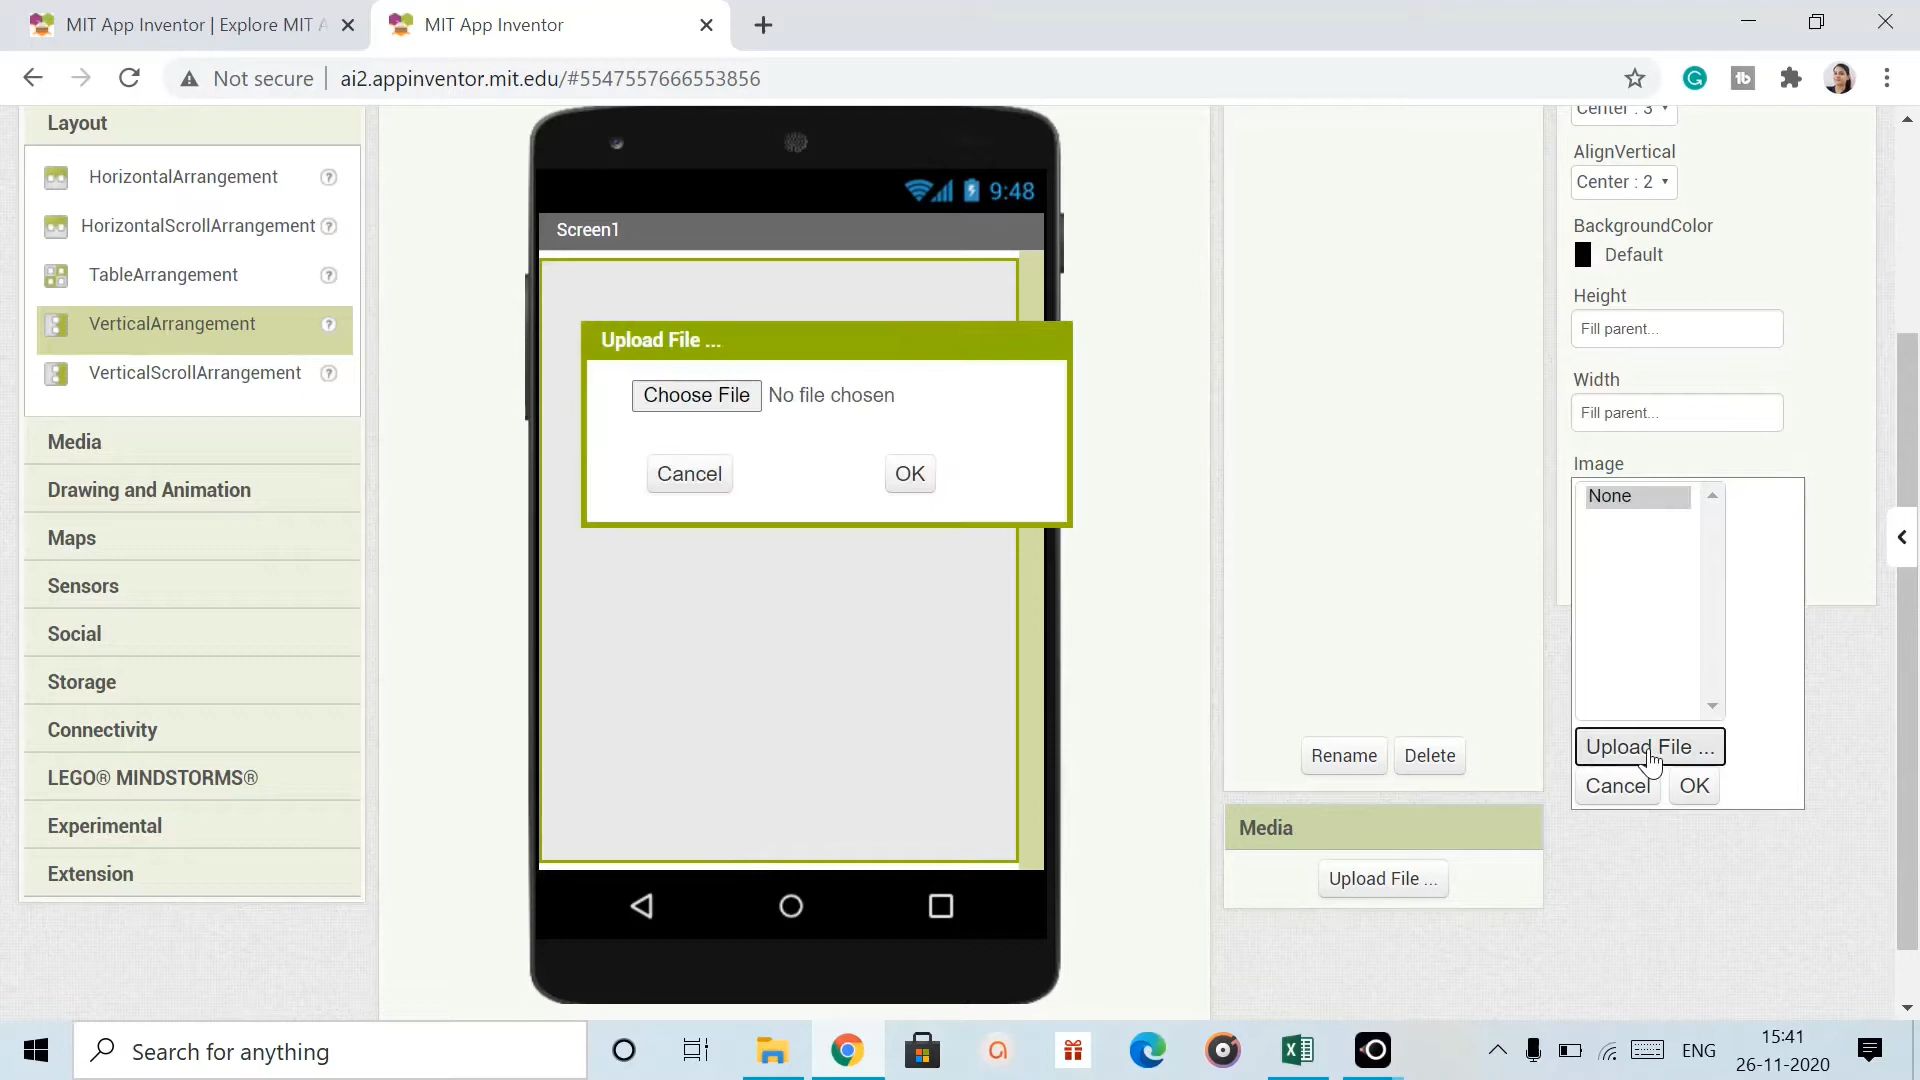 MIT App Inventor | Explore MIT A
MIT App Inventor
Not secure
ai2.appinventor.mit.edu/#5547557666553856
Layout
HorizontalArrangement
HorizontalScrollArrangement
TableArrangement
VerticalArrangement
VerticalScrollArrangement
Media
Drawing and Animation
Maps
Sensors
Social
Storage
Connectivity
LEGO® MINDSTORMS®
Experimental
Extension
9:48
Screen1
Upload File ...
Choose File No file chosen
Cancel
OK
Rename
Delete
Media
Upload File ...
Center : 3
AlignVertical
Center : 2
BackgroundColor
Default
Height
Fill parent...
Width
Fill parent...
Image
None
Upload File ...
Cancel
OK
Search for anything
ENG
15:41
26-11-2020